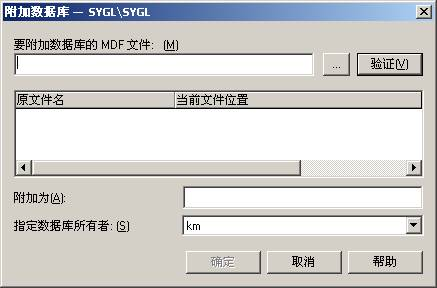 附加数据库 — SYGL\SYGL
要附加数据库的 MDF 文件: (M)
... 验证(V)
原文件名 当前文件位置
附加为(A):
指定数据库所有者: (S) km
确定 取消 帮助